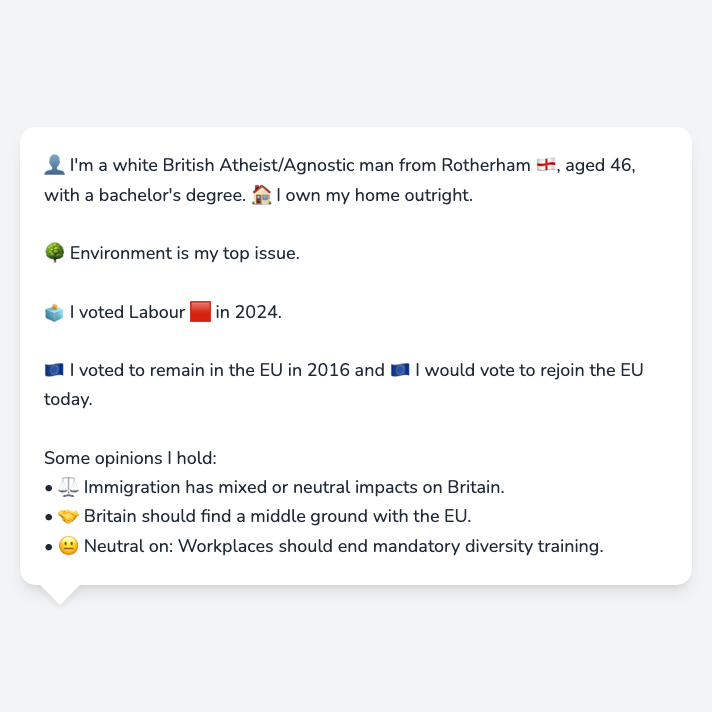 👤 I'm a white British Atheist/Agnostic man from Rotherham 🏴󠁧󠁢󠁥󠁮󠁧󠁿, aged 46,
with a bachelor's degree. 🏠 I own my home outright.
🌳 Environment is my top issue.
🗳️ I voted Labour 🟥 in 2024.
🇪🇺 I voted to remain in the EU in 2016 and 🇪🇺 I would vote to rejoin the EU
today.
Some opinions I hold:
• ⚖️ Immigration has mixed or neutral impacts on Britain.
• 🤝 Britain should find a middle ground with the EU.
• 😐 Neutral on: Workplaces should end mandatory diversity training.